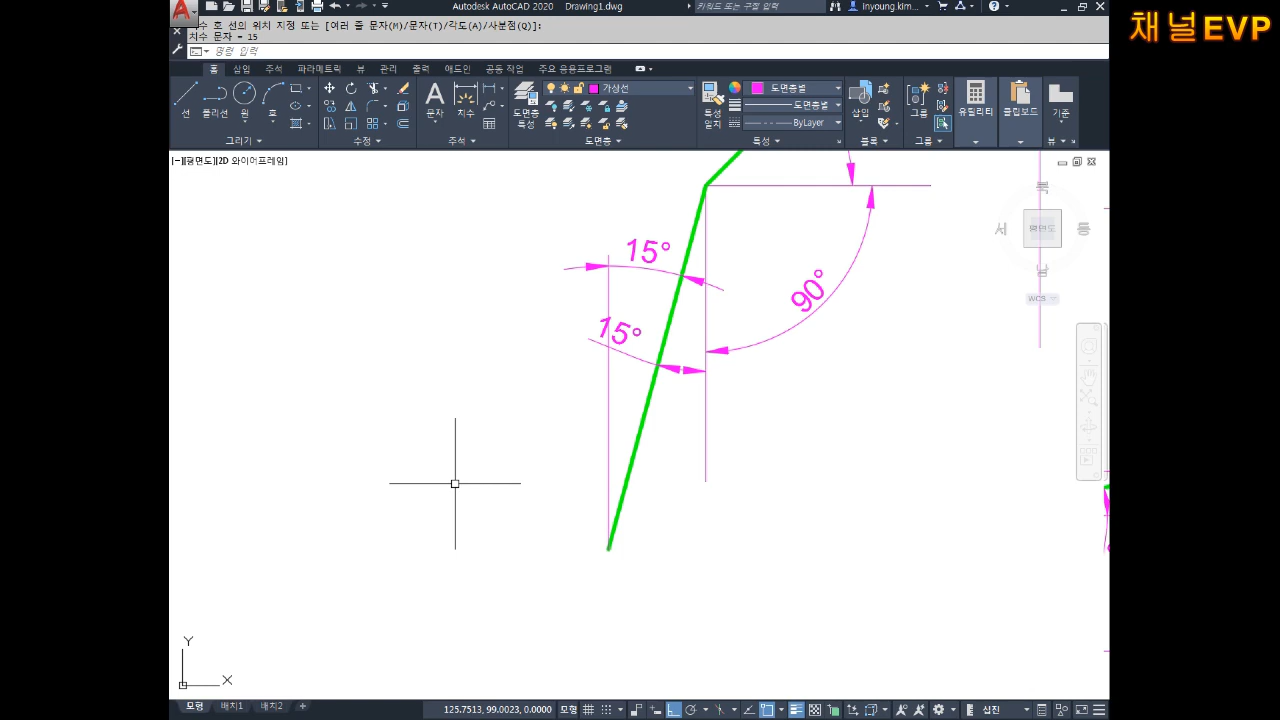 채널EVP
Autodesk AutoCAD 2020 Drawing1.dwg
키워드 또는 구절 입력
inyoung.kim...
치수 호 선의 위치 지정 또는 [여러 줄 문자(M)/문자(T)/각도(A)/사분점(Q)]:
치수 문자 = 15
명령 입력
홈 삽입 주석 파라메트릭 뷰 관리 출력 애드인 공동 작업 주요 응용프로그램
선 폴리선 원 호
문자 치수
도면층 특성
가상선
특성 일치
도면층별
도면층별
ByLayer
삽입
그룹
유틸리티
클립보드
기준
그리기 수정 주석 도면층 특성 블록 그룹 뷰
[-][평면도][2D 와이어프레임]
북
서 평면도 동
남
WCS
15°
15°
90°
Y
X
모형 배치1 배치2 +
125.7513, 99.0023, 0.0000 모형
십진